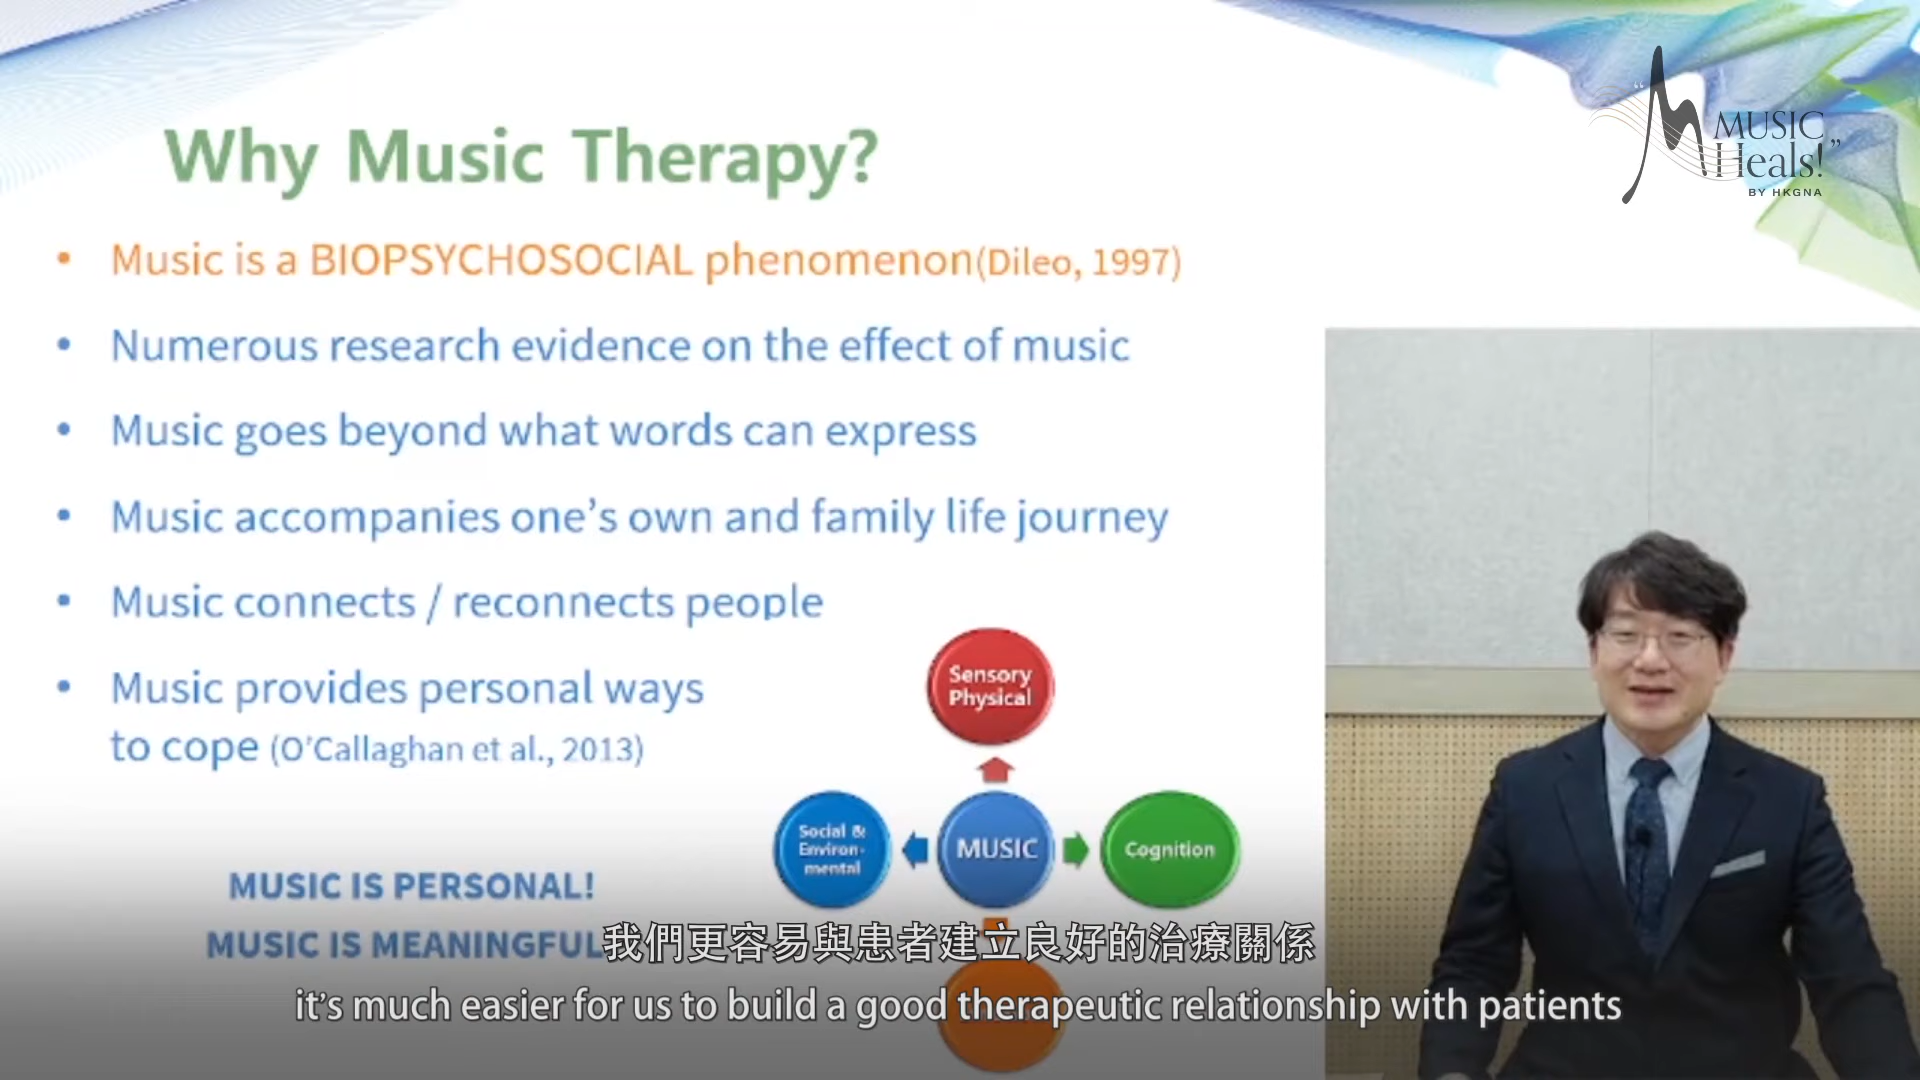 "MUSIC
Heals!"
BY HKGNA
Why Music Therapy?
• Music is a BIOPSYCHOSOCIAL phenomenon(Dileo, 1997)
• Numerous research evidence on the effect of music
• Music goes beyond what words can express
• Music accompanies one's own and family life journey
• Music connects / reconnects people
• Music provides personal ways
to cope (O'Callaghan et al., 2013)
Sensory
Physical
Social &
Environ-
mental
MUSIC
Cognition
MUSIC IS PERSONAL!
MUSIC IS MEANINGFUL
我們更容易與患者建立良好的治療關係
it's much easier for us to build a good therapeutic relationship with patients